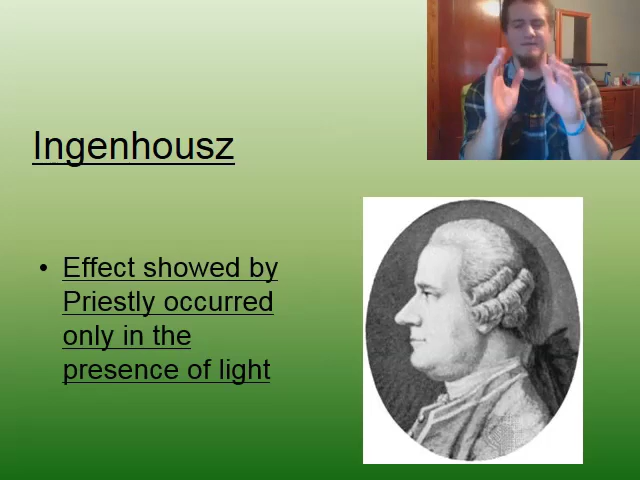 Ingenhousz
• Effect showed by
Priestly occurred
only in the
presence of light